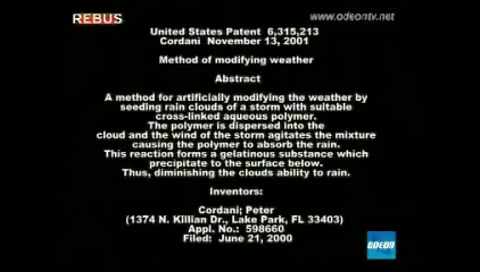 REBUS
www.odeontv.net
United States Patent 6,315,213
Cordani November 13, 2001
Method of modifying weather
Abstract
A method for artificially modifying the weather by
seeding rain clouds of a storm with suitable
cross-linked aqueous polymer.
The polymer is dispersed into the
cloud and the wind of the storm agitates the mixture
causing the polymer to absorb the rain.
This reaction forms a gelatinous substance which
precipitate to the surface below.
Thus, diminishing the clouds ability to rain.
Inventors:
Cordani; Peter
(1374 N. Killian Dr., Lake Park, FL 33403)
Appl. No.: 598660
Filed: June 21, 2000
ODEON